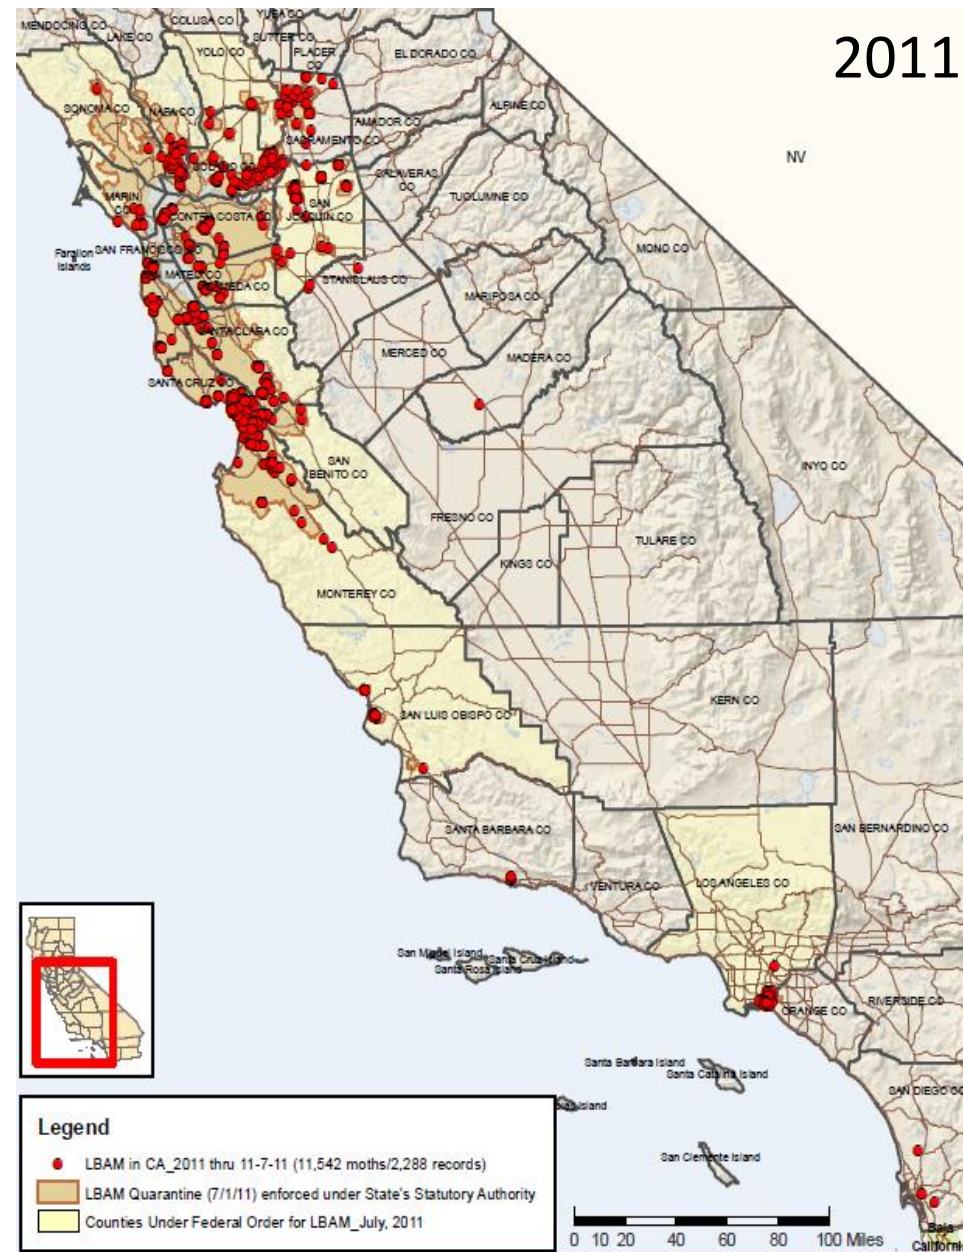 2011
MENDOCINO CO
LAKE CO
COLUSA CO
YUBA CO
SUTTER CO
PLACER
CO
YOLO CO
EL DORADO CO
ALPINE CO
SONOMA CO
NAPA CO
AMADOR CO
SACRAMENTO CO
SOLANO CO
CALAVERAS
CO
TUOLUMNE CO
NV
MARIN
CO
CONTRA COSTA CO
SAN
JOAQUIN CO
MONO CO
Farallon
Islands
SAN FRANCISCO CO
SAN MATEO CO
ALAMEDA CO
STANISLAUS CO
MARIPOSA CO
SANTA CLARA CO
MERCED CO
MADERA CO
SANTA CRUZ CO
SAN
BENITO CO
INYO CO
FRESNO CO
TULARE CO
KINGS CO
MONTEREY CO
SAN LUIS OBISPO CO
KERN CO
SANTA BARBARA CO
SAN BERNARDINO CO
VENTURA CO
LOS ANGELES CO
San Miguel Island
Santa Cruz Island
Santa Rosa Island
ORANGE CO
RIVERSIDE CO
Santa Barbara Island
Santa Catalina Island
SAN DIEGO CO
Island
San Clemente Island
Baja
Californi
Legend
LBAM in CA_2011 thru 11-7-11 (11,542 moths/2,288 records)
LBAM Quarantine (7/1/11) enforced under State's Statutory Authority
Counties Under Federal Order for LBAM_July, 2011
0 10 20 40 60 80 100 Miles